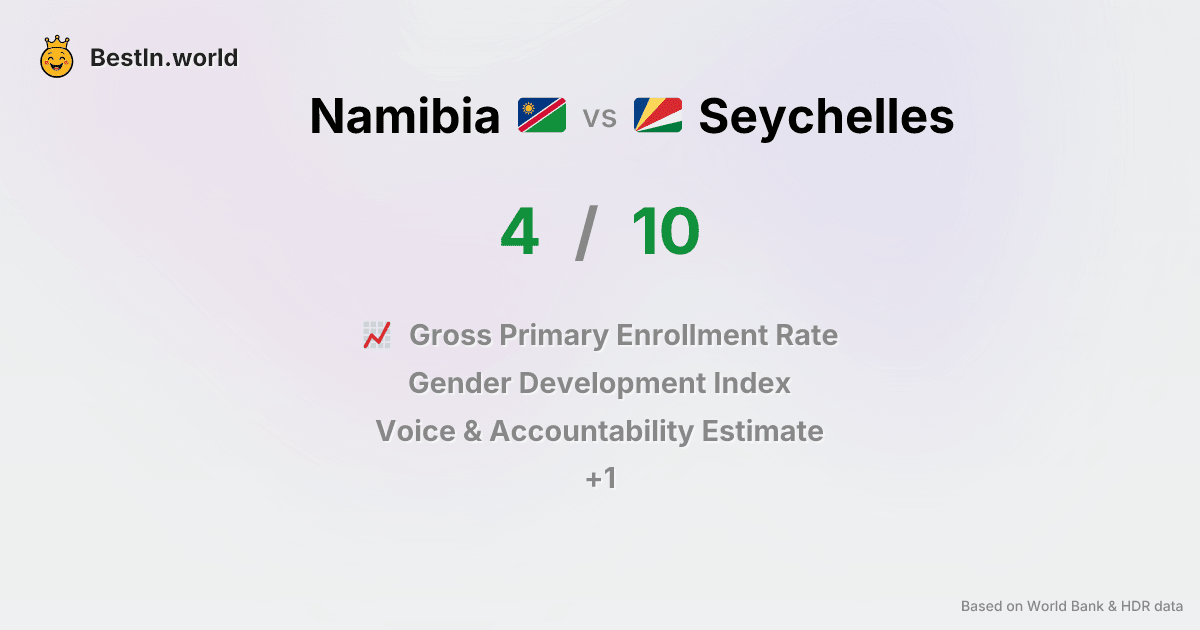 BestIn.world
Namibia vs Seychelles
4 / 10
Gross Primary Enrollment Rate
Gender Development Index
Voice & Accountability Estimate
+1
Based on World Bank & HDR data